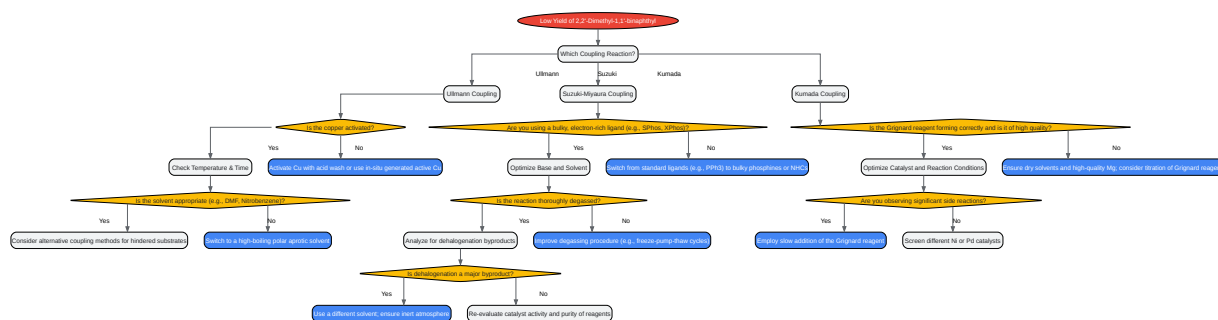 Low Yield of 2,2'-Dimethyl-1,1'-binaphthyl
Which Coupling Reaction?
Ullmann
Suzuki
Kumada
Ullmann Coupling
Suzuki-Miyaura Coupling
Kumada Coupling
Is the copper activated?
Are you using a bulky, electron-rich ligand (e.g., SPhos, XPhos)?
Is the Grignard reagent forming correctly and is it of high quality?
Yes
No
Yes
No
Yes
No
Check Temperature & Time
Activate Cu with acid wash or use in-situ generated active Cu
Optimize Base and Solvent
Switch from standard ligands (e.g., PPh3) to bulky phosphines or NHCs
Optimize Catalyst and Reaction Conditions
Ensure dry solvents and high-quality Mg; consider titration of Grignard reagent
Is the solvent appropriate (e.g., DMF, Nitrobenzene)?
Is the reaction thoroughly degassed?
Are you observing significant side reactions?
Yes
No
Yes
No
Yes
No
Consider alternative coupling methods for hindered substrates
Switch to a high-boiling polar aprotic solvent
Analyze for dehalogenation byproducts
Improve degassing procedure (e.g., freeze-pump-thaw cycles)
Employ slow addition of the Grignard reagent
Screen different Ni or Pd catalysts
Is dehalogenation a major byproduct?
Yes
No
Use a different solvent; ensure inert atmosphere
Re-evaluate catalyst activity and purity of reagents